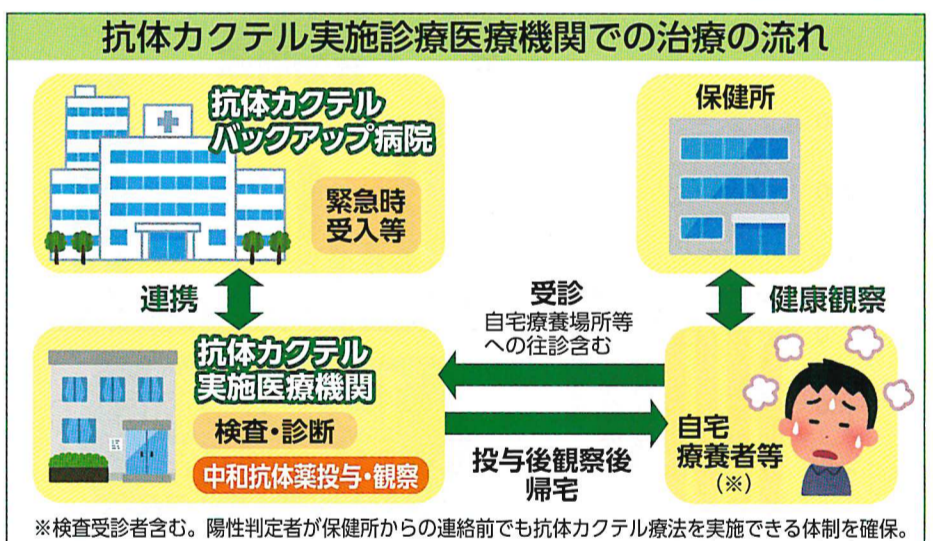 抗体カクテル実施診療医療機関での治療の流れ
抗体カクテル
バックアップ病院
緊急時
受入等
保健所
連携
受診
自宅療養場所等
への往診含む
健康観察
抗体カクテル
実施医療機関
検査・診断
中和抗体薬投与・観察
投与後観察後
帰宅
自宅
療養者等
(※)
※検査受診者含む。陽性判定者が保健所からの連絡前でも抗体カクテル療法を実施できる体制を確保。